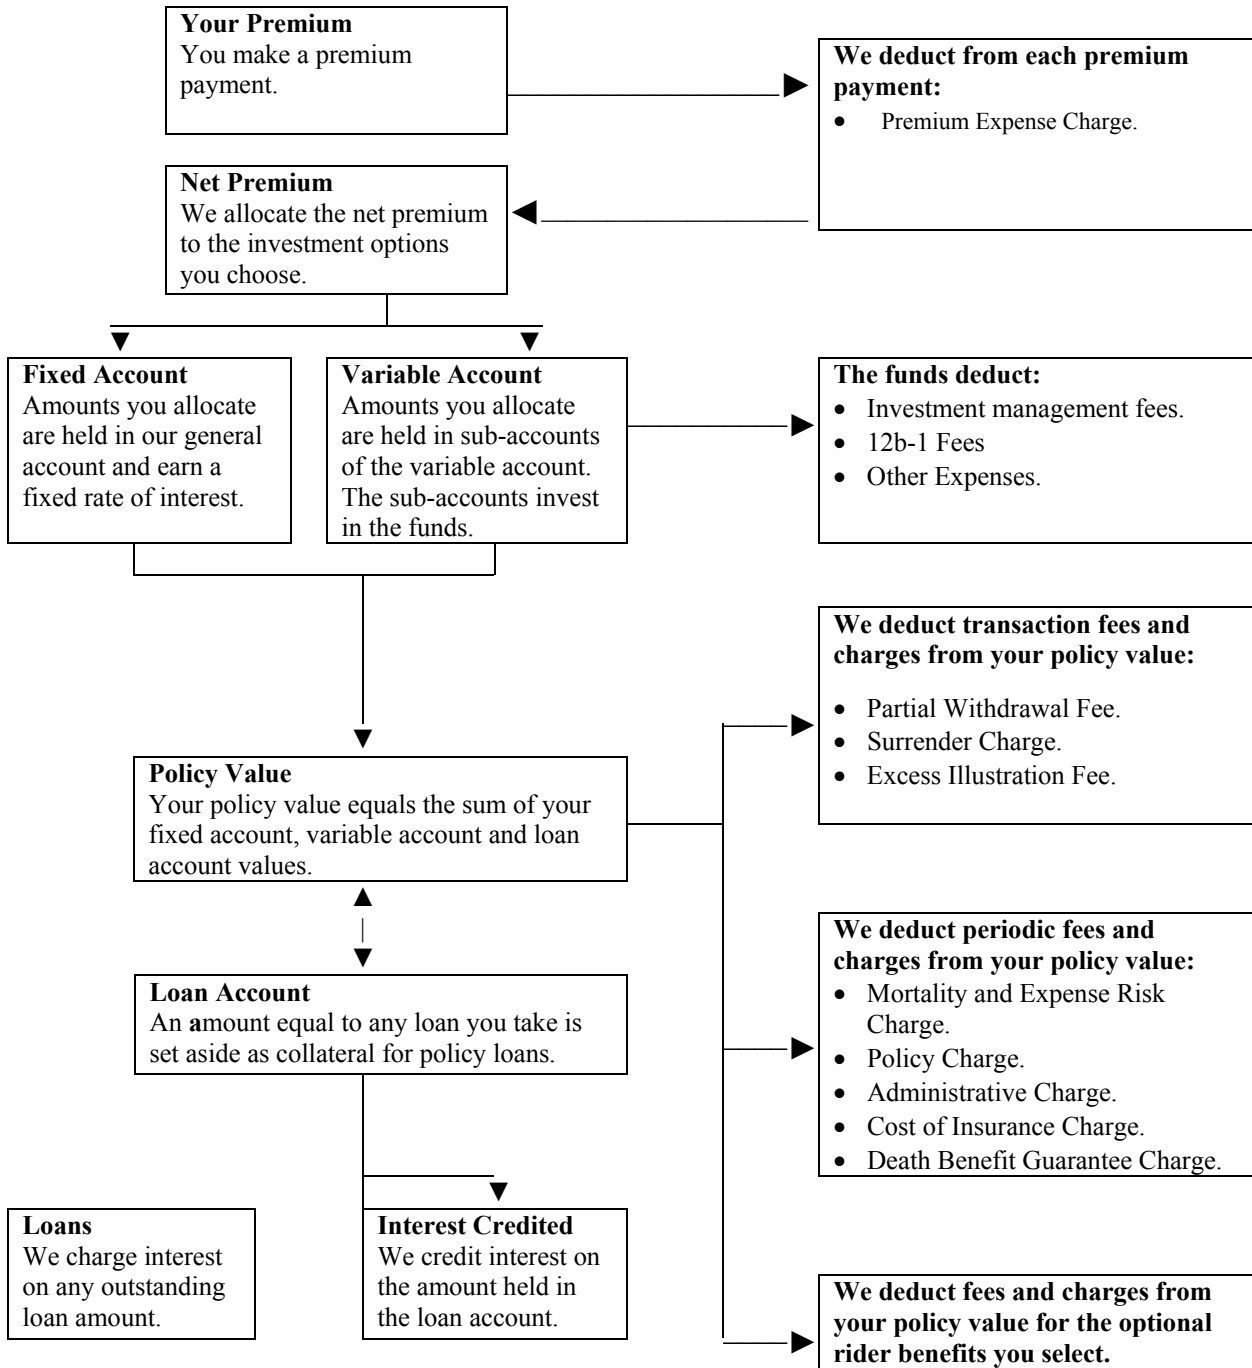 Your Premium
You make a premium
payment.
We deduct from each premium
payment:
• Premium Expense Charge.
Net Premium
We allocate the net premium
to the investment options
you choose.
Fixed Account
Amounts you allocate
are held in our general
account and earn a
fixed rate of interest.
Variable Account
Amounts you allocate
are held in sub-accounts
of the variable account.
The sub-accounts invest
in the funds.
The funds deduct:
• Investment management fees.
• 12b-1 Fees
• Other Expenses.
We deduct transaction fees and
charges from your policy value:
• Partial Withdrawal Fee.
• Surrender Charge.
• Excess Illustration Fee.
Policy Value
Your policy value equals the sum of your
fixed account, variable account and loan
account values.
We deduct periodic fees and
charges from your policy value:
• Mortality and Expense Risk
Charge.
• Policy Charge.
• Administrative Charge.
• Cost of Insurance Charge.
• Death Benefit Guarantee Charge.
Loan Account
An amount equal to any loan you take is
set aside as collateral for policy loans.
Loans
We charge interest
on any outstanding
loan amount.
Interest Credited
We credit interest on
the amount held in
the loan account.
We deduct fees and charges from
your policy value for the optional
rider benefits you select.